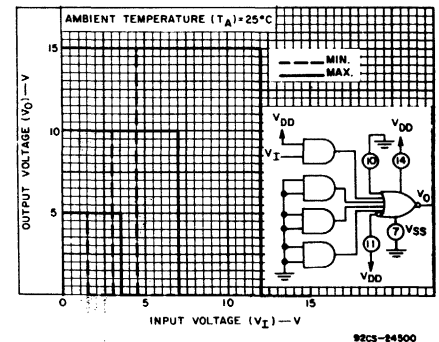 AMBIENT TEMPERATURE (TA)=25°C
15
MIN.
MAX.
OUTPUT VOLTAGE (VO)—V
10
5
VDD
VI
VDD
10
14
VO
7
VSS
11
VDD
0
5
10
15
INPUT VOLTAGE (VI)—V
92CS-24500